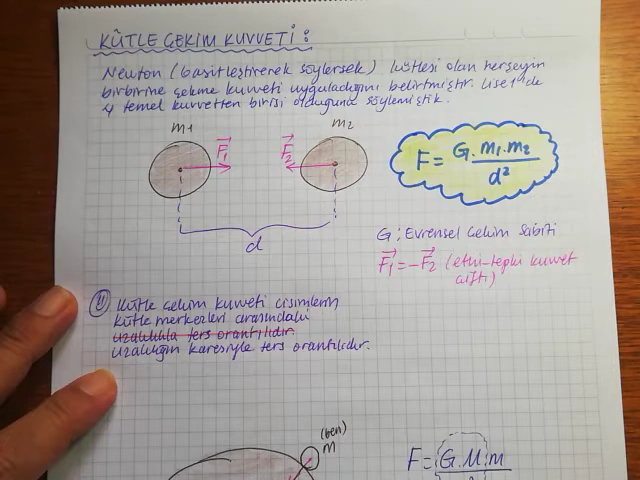 KÜTLE ÇEKİM KUVVETİ:
Newton (basitleştirerek söylersek) kütlesi olan herşeyin
birbirine çekme kuvveti uyguladığını belirtmiştir. Lise 1'de
4 temel kuvvetten birisi olduğunu söylemiştik.
m1 m2
F1 F2
F = G.m1.m2 / d²
d
G; Evrensel Çekim Sabiti
F1 = -F2 (etki-tepki kuvvet
çifti)
Kütle çekim kuvveti cisimlerin
kütle merkezleri arasındaki
uzaklıkla ters orantılıdır.
uzaklığın karesiyle ters orantılıdır.
(ben)
m
F = G.M.m